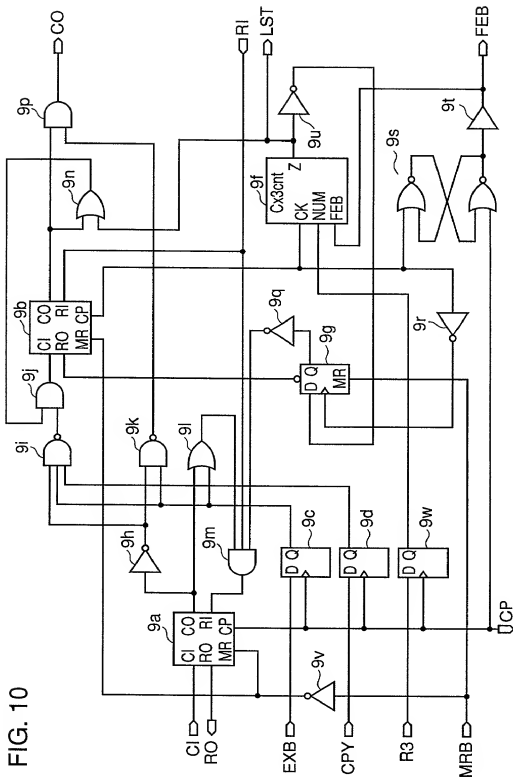 FIG. 10
CI
RO
EXB
CPY
R3
MRB
9a
CI CO
RO RI
MR CP
9v
9h
9i
9j
9k
9l
9m
9c
D Q
9d
D Q
9w
D Q
CP
9b
CI CO
RO RI
MR CP
9n
9p
9q
9g
D Q
MR
9r
9f
Cx3cnt
CK
NUM
FEB
Z
9u
9s
9t
CO
RI
LST
FEB